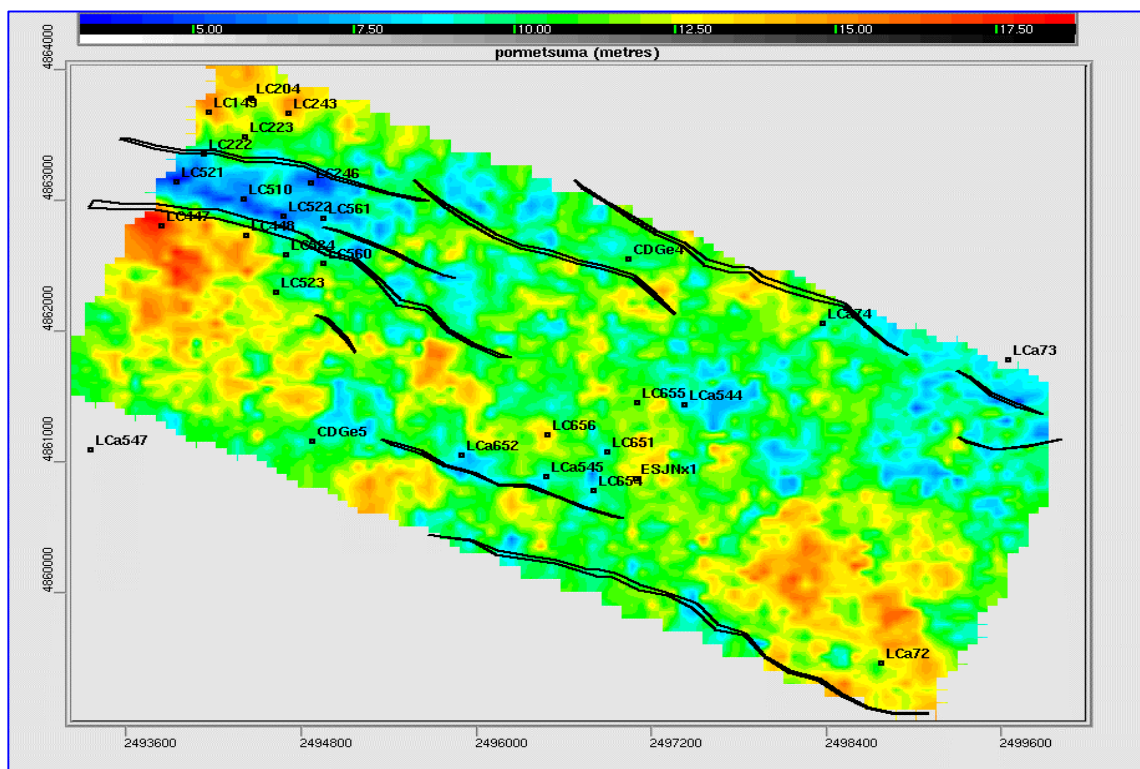 5.00 7.50 10.00 12.50 15.00 17.50
pormetsuma (metres)
4864000
LC204
LC149
LC243
LC223
LC222
4863000
LC521
LC246
LC510
LC522
LC561
LC447
LC448
LC524
LC560
CDGe4
LC523
4862000
LCa74
LCa73
LC655
LCa544
LC656
CDGe5
LCa547
4861000
LCa652
LC651
LCa545
ESJNx1
LC654
4860000
LCa72
2493600 2494800 2496000 2497200 2498400 2499600